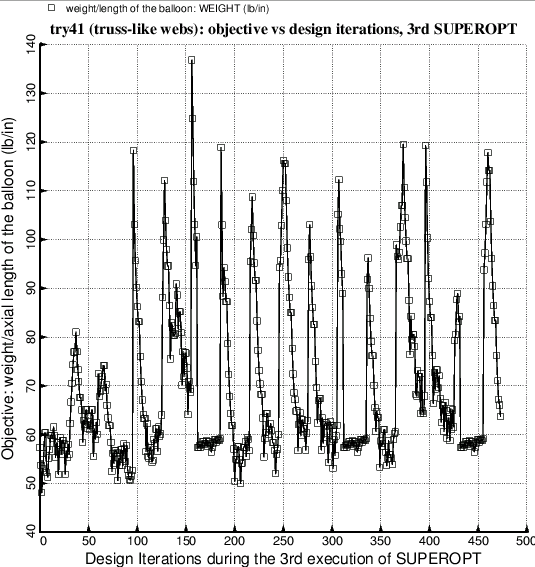 weight/length of the balloon: WEIGHT (lb/in)
try41 (truss-like webs): objective vs design iterations, 3rd SUPEROPT
Objective: weight/axial length of the balloon (lb/in)
140
130
120
110
100
90
80
70
60
50
40
0 50 100 150 200 250 300 350 400 450 500
Design Iterations during the 3rd execution of SUPEROPT